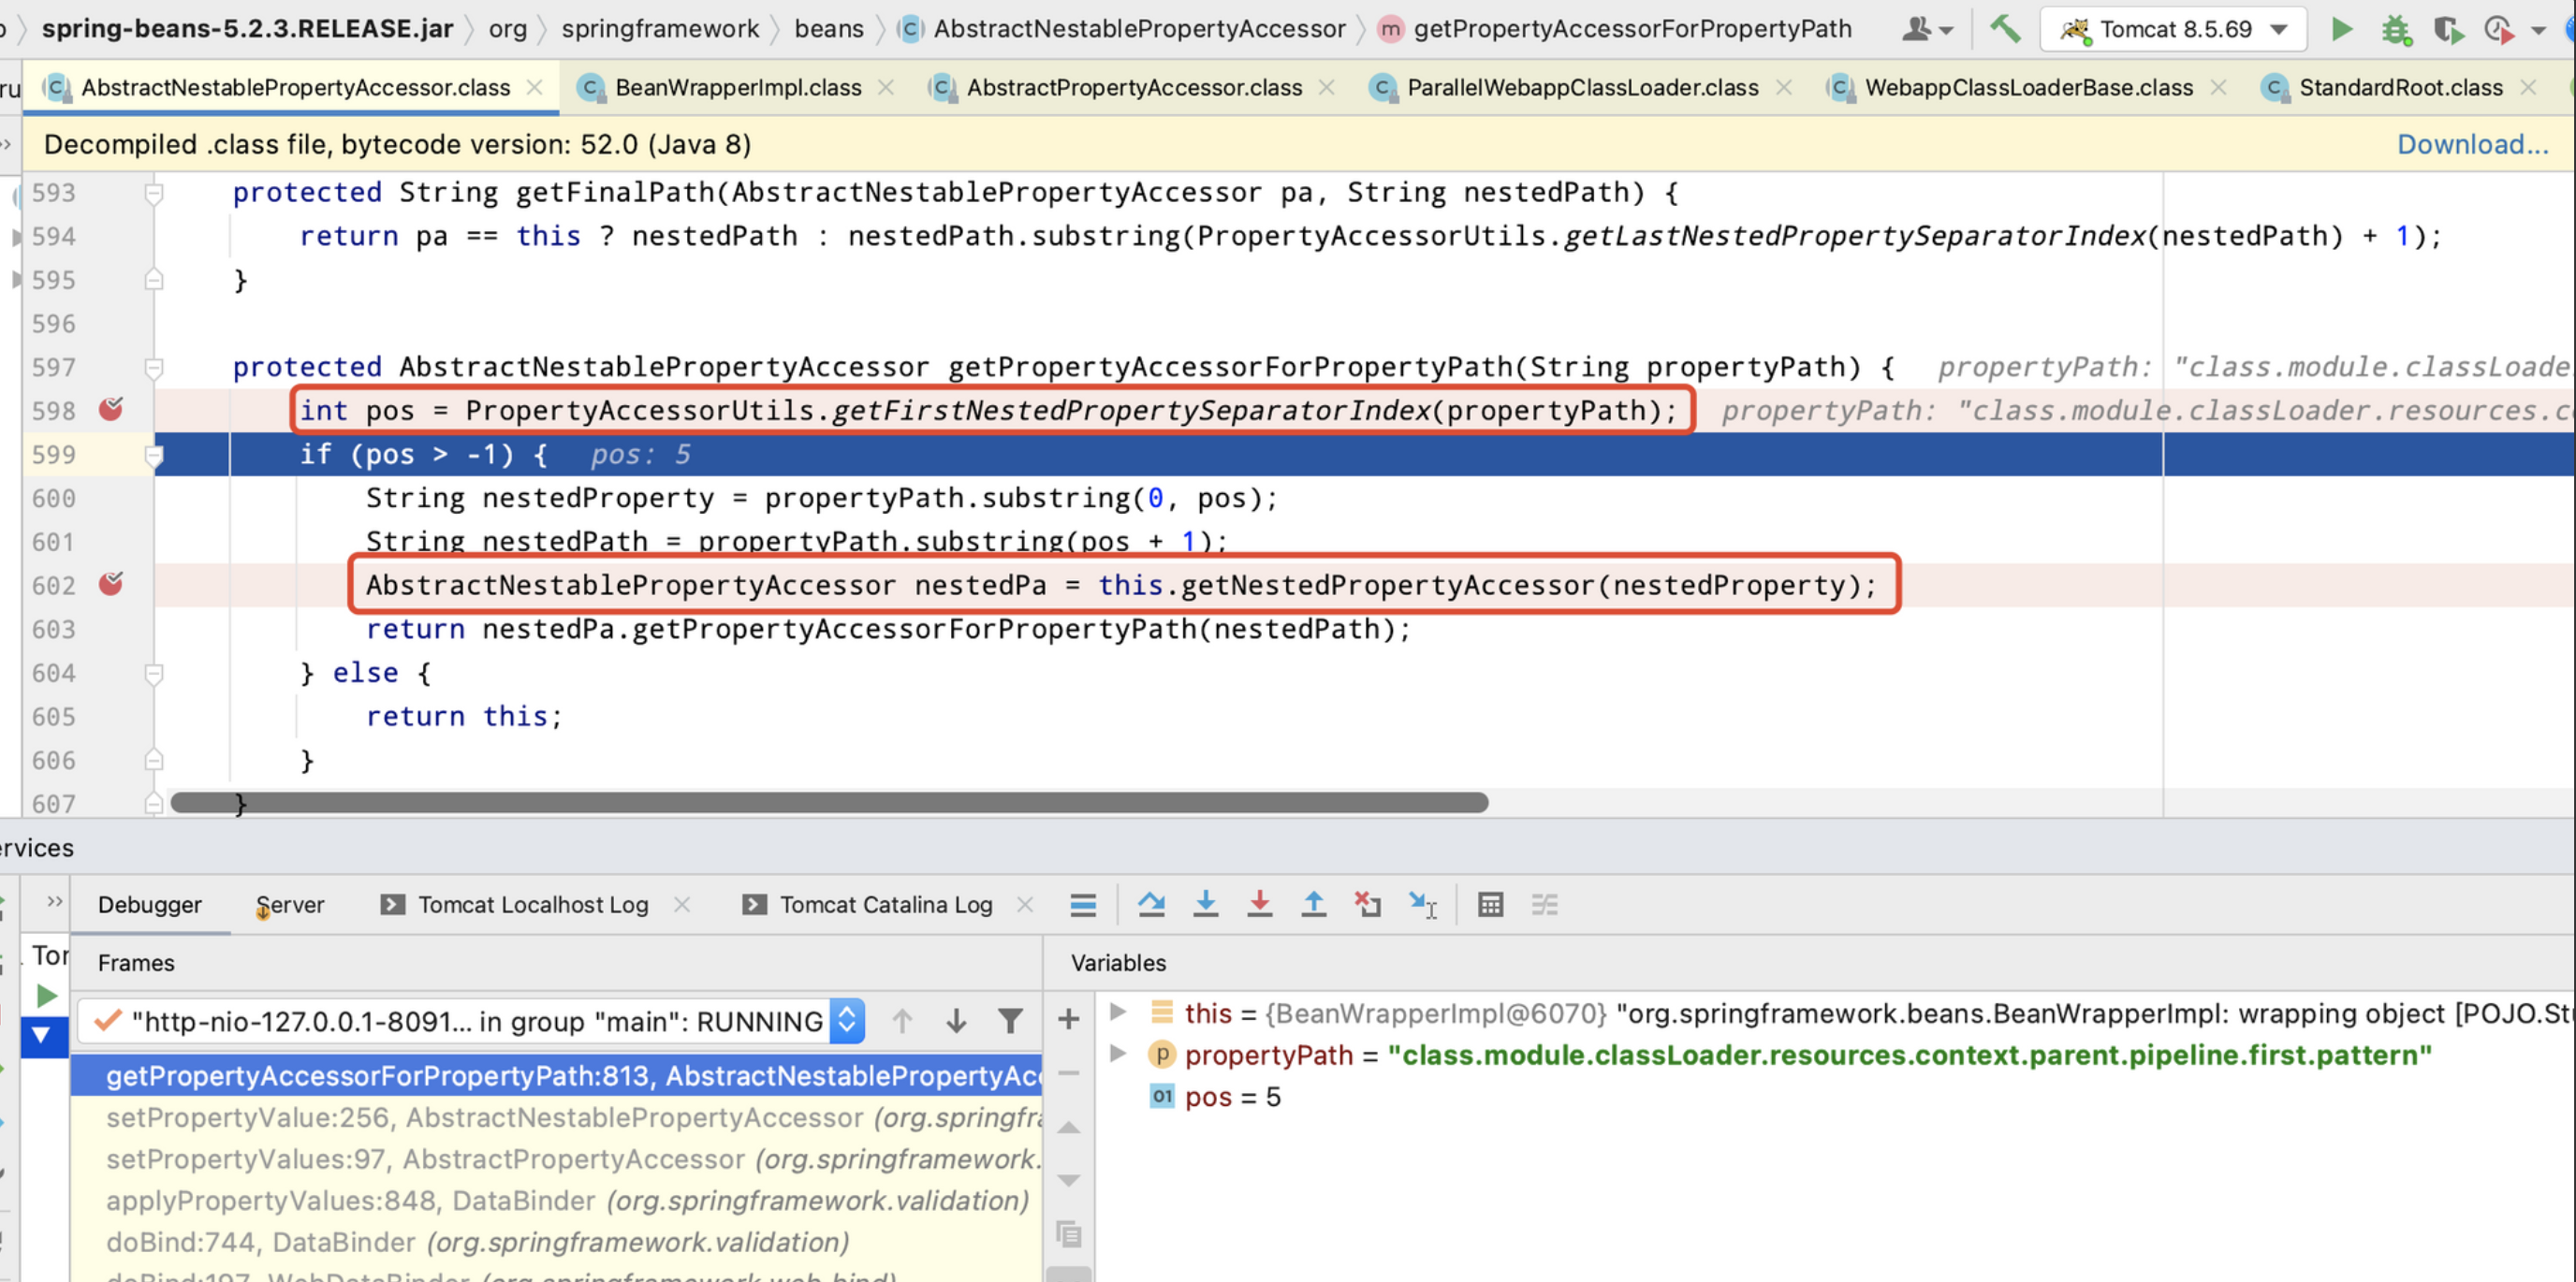 spring-beans-5.2.3.RELEASE.jar org springframework beans AbstractNestablePropertyAccessor getPropertyAccessorForPropertyPath Tomcat 8.5.69
AbstractNestablePropertyAccessor.class BeanWrapperImpl.class AbstractPropertyAccessor.class ParallelWebappClassLoader.class WebappClassLoaderBase.class StandardRoot.class
Decompiled .class file, bytecode version: 52.0 (Java 8) Download...
593 protected String getFinalPath(AbstractNestablePropertyAccessor pa, String nestedPath) {
594 return pa == this ? nestedPath : nestedPath.substring(PropertyAccessorUtils.getLastNestedPropertySeparatorIndex(nestedPath) + 1);
595 }
596
597 protected AbstractNestablePropertyAccessor getPropertyAccessorForPropertyPath(String propertyPath) { propertyPath: "class.module.classLoade
598 int pos = PropertyAccessorUtils.getFirstNestedPropertySeparatorIndex(propertyPath); propertyPath: "class.module.classLoader.resources.c
599 if (pos > -1) { pos: 5
600 String nestedProperty = propertyPath.substring(0, pos);
601 String nestedPath = propertyPath.substring(pos + 1);
602 AbstractNestablePropertyAccessor nestedPa = this.getNestedPropertyAccessor(nestedProperty);
603 return nestedPa.getPropertyAccessorForPropertyPath(nestedPath);
604 } else {
605 return this;
606 }
607 }
ervices
Debugger Server Tomcat Localhost Log Tomcat Catalina Log
Tor Frames Variables
"http-nio-127.0.0.1-8091... in group "main": RUNNING
getPropertyAccessorForPropertyPath:813, AbstractNestablePropertyAcc
setPropertyValue:256, AbstractNestablePropertyAccessor (org.springfra
setPropertyValues:97, AbstractPropertyAccessor (org.springframework.
applyPropertyValues:848, DataBinder (org.springframework.validation)
doBind:744, DataBinder (org.springframework.validation)
doBind:197, WebDataBinder (org.springframework.web.bind)
this = {BeanWrapperImpl@6070} "org.springframework.beans.BeanWrapperImpl: wrapping object [POJO.Stu
propertyPath = "class.module.classLoader.resources.context.parent.pipeline.first.pattern"
pos = 5